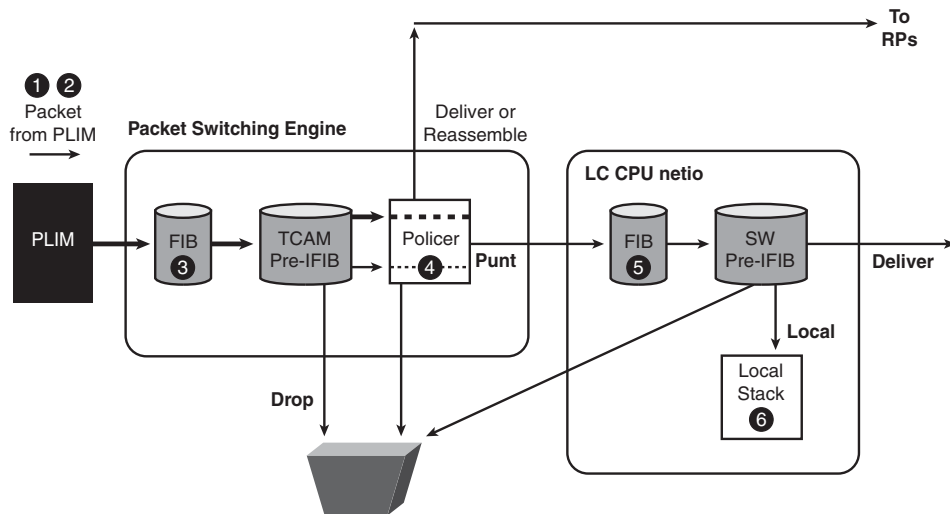 To
RPs
1 2
Packet
from PLIM
Deliver or
Reassemble
Packet Switching Engine
LC CPU netio
PLIM
FIB
3
TCAM
Pre-IFIB
Policer
4
Punt
FIB
5
SW
Pre-IFIB
Deliver
Local
Local
Stack
6
Drop